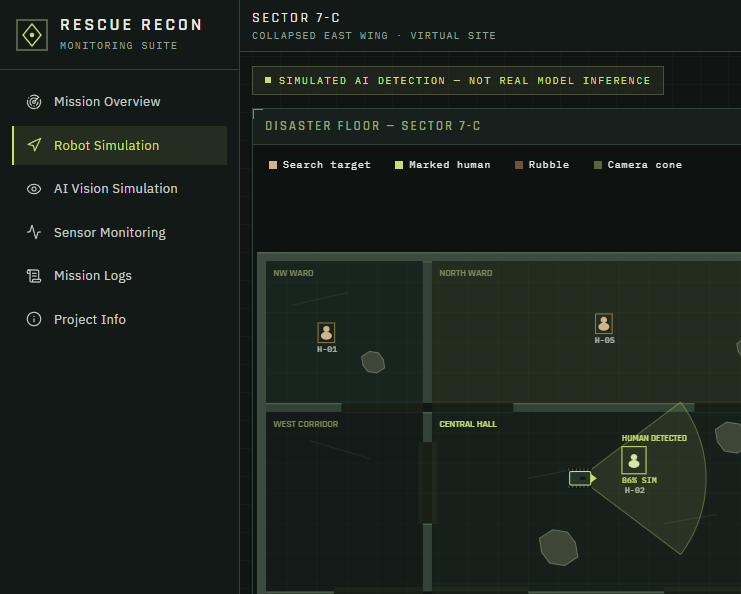 RESCUE RECON
MONITORING SUITE
Mission Overview
Robot Simulation
AI Vision Simulation
Sensor Monitoring
Mission Logs
Project Info
SECTOR 7-C
COLLAPSED EAST WING · VIRTUAL SITE
SIMULATED AI DETECTION — NOT REAL MODEL INFERENCE
DISASTER FLOOR — SECTOR 7-C
Search target
Marked human
Rubble
Camera cone
NW WARD
NORTH WARD
H-01
H-05
WEST CORRIDOR
CENTRAL HALL
HUMAN DETECTED
86% SIM
H-02